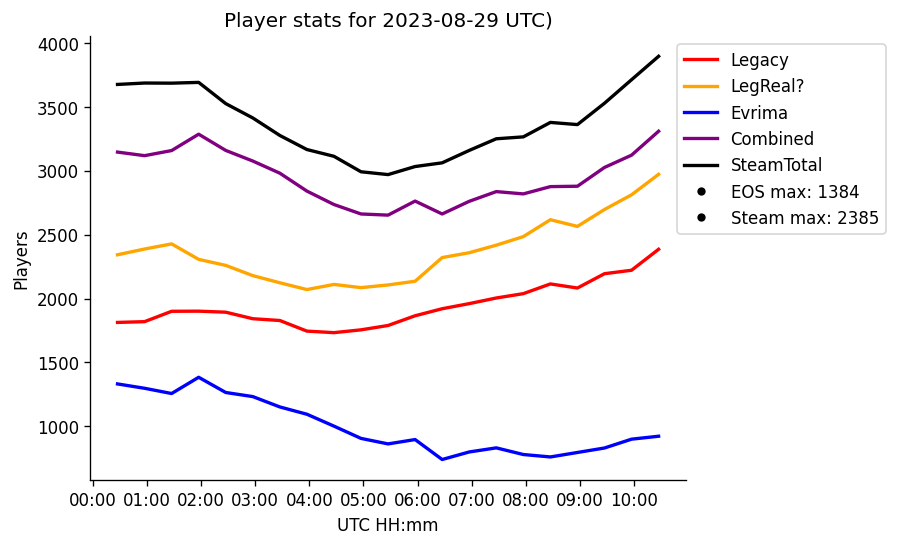 Player stats for 2023-08-29 UTC)
4000
3500
3000
2500
2000
1500
1000
Players
00:00 01:00 02:00 03:00 04:00 05:00 06:00 07:00 08:00 09:00 10:00
UTC HH:mm
Legacy
LegReal?
Evrima
Combined
SteamTotal
EOS max: 1384
Steam max: 2385